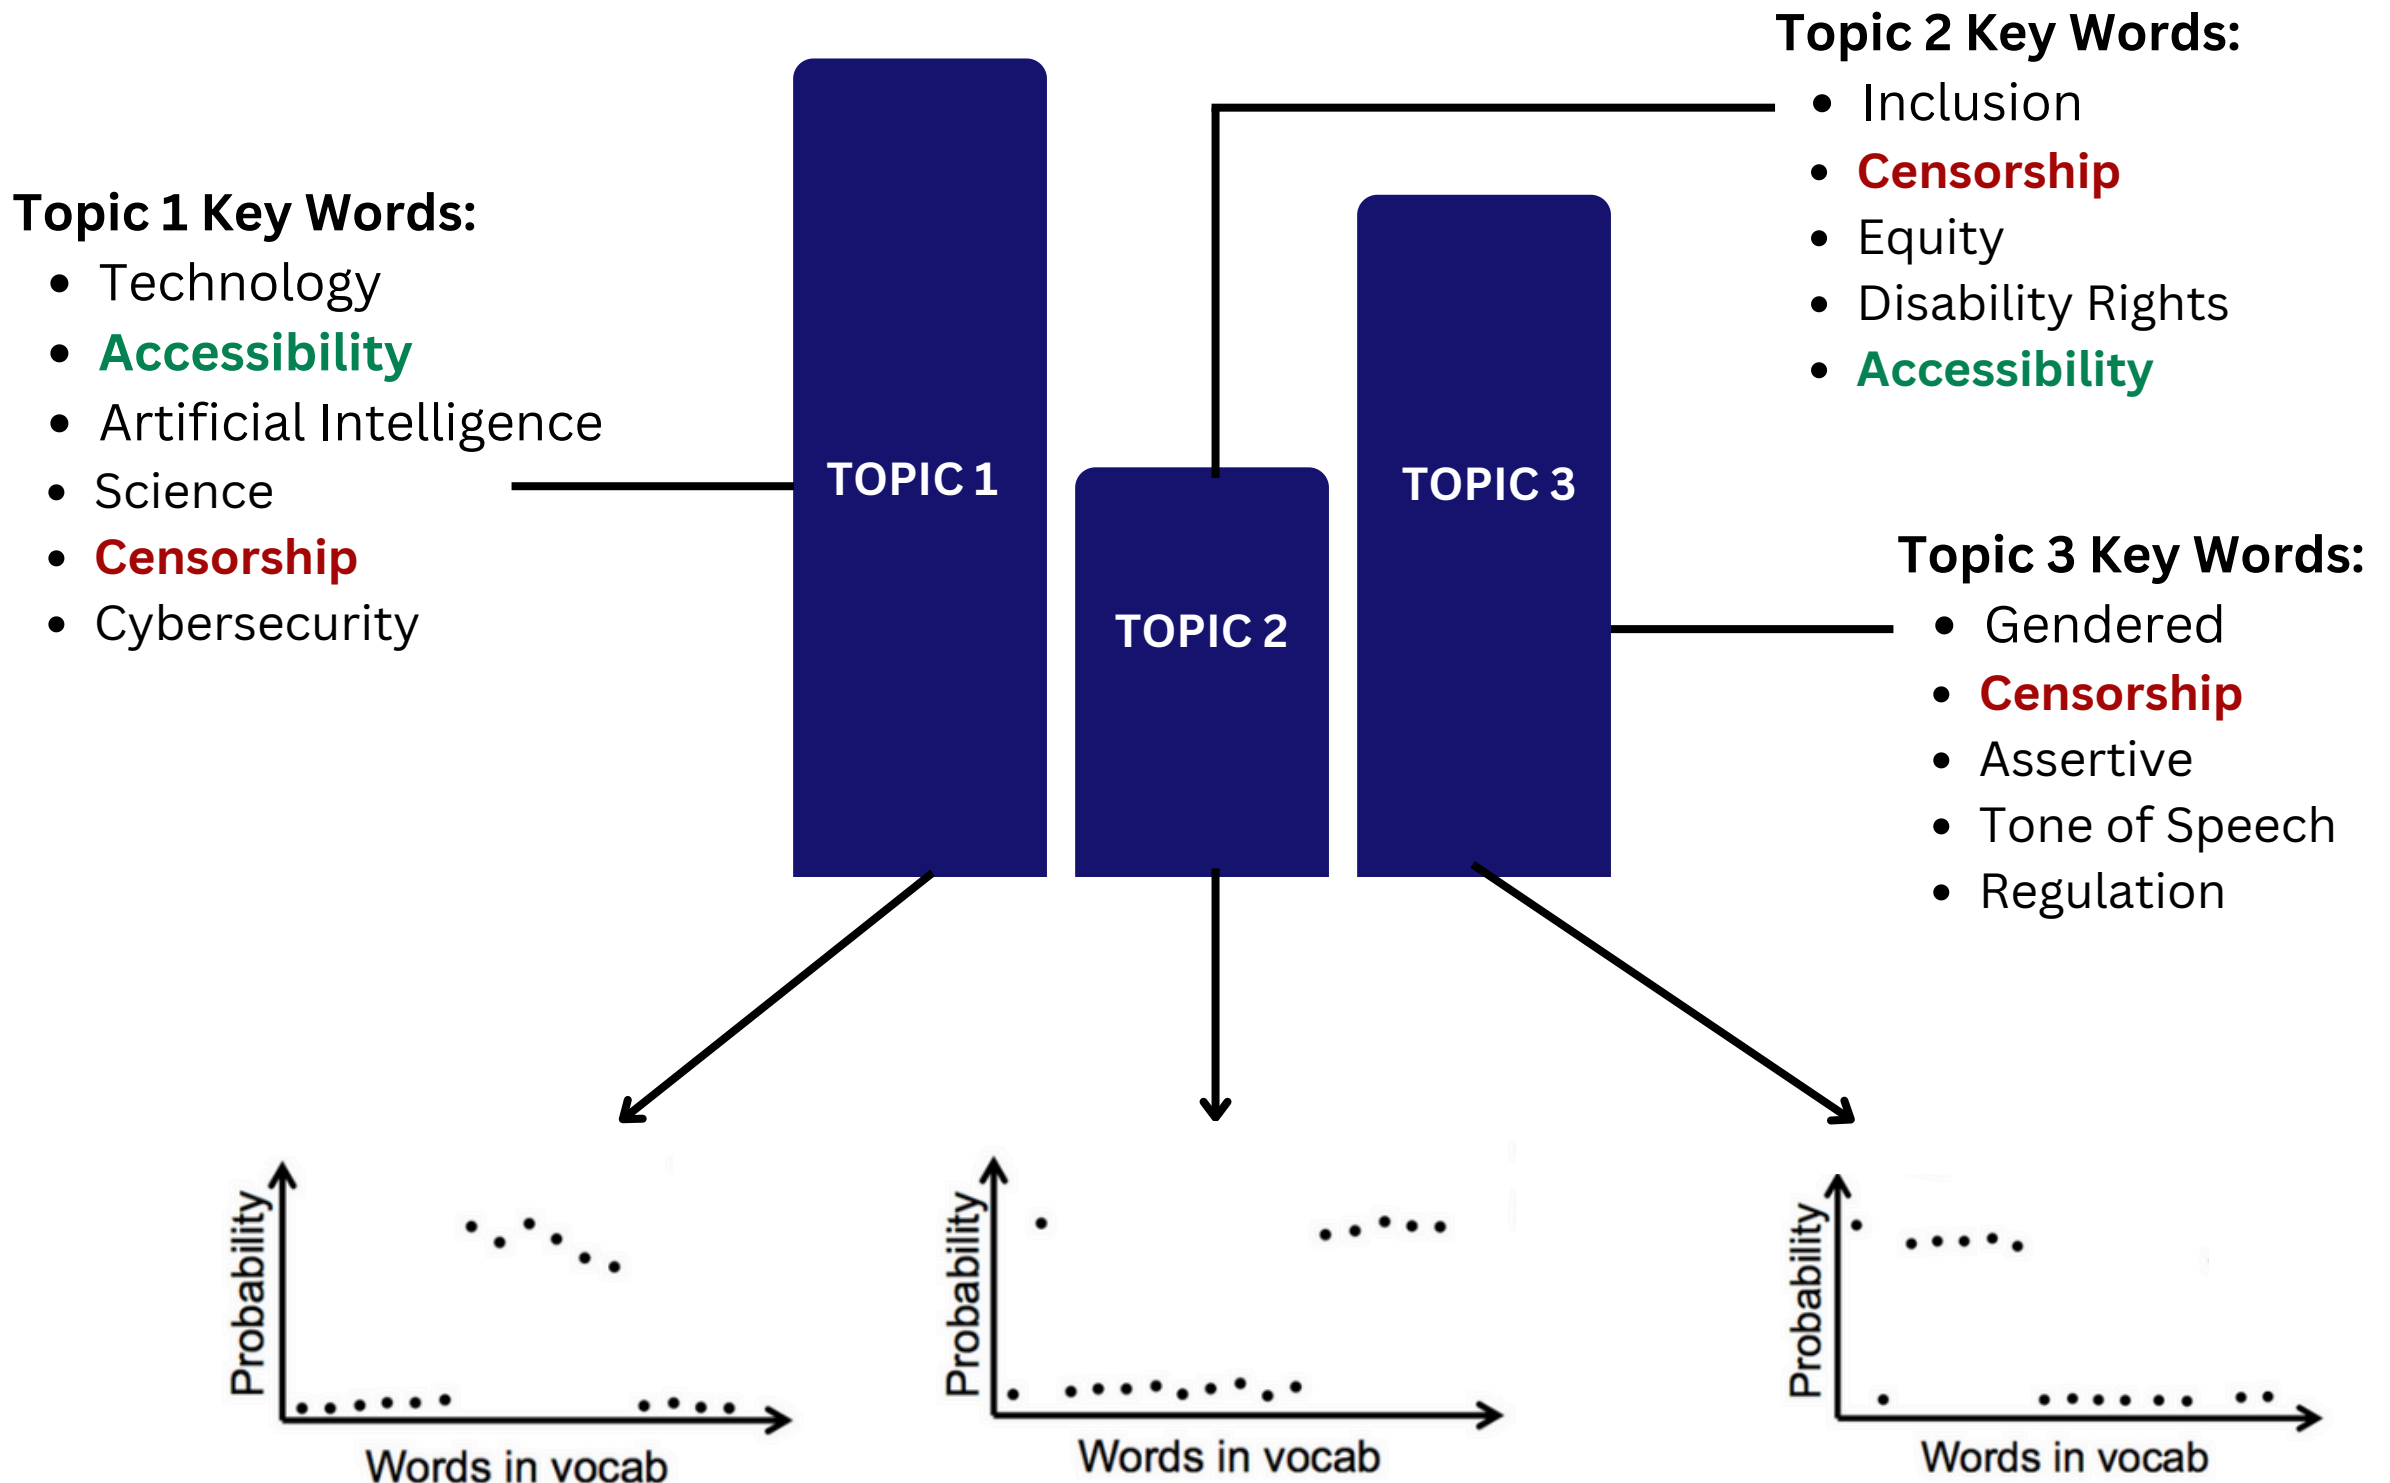 Topic 1 Key Words:
Technology
Accessibility
Artificial Intelligence
Science
Censorship
Cybersecurity
TOPIC 1
TOPIC 2
TOPIC 3
Topic 2 Key Words:
Inclusion
Censorship
Equity
Disability Rights
Accessibility
Topic 3 Key Words:
Gendered
Censorship
Assertive
Tone of Speech
Regulation
Probability
Words in vocab
Probability
Words in vocab
Probability
Words in vocab